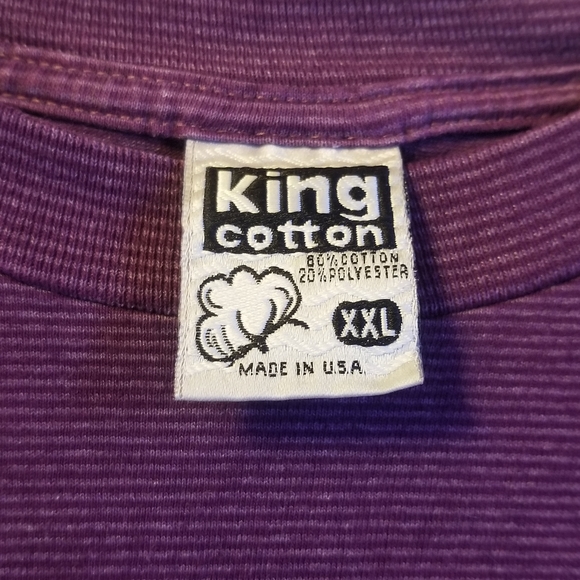 King
cotton
80% COTTON
20% POLYESTER
XXL
MADE IN U.S.A.